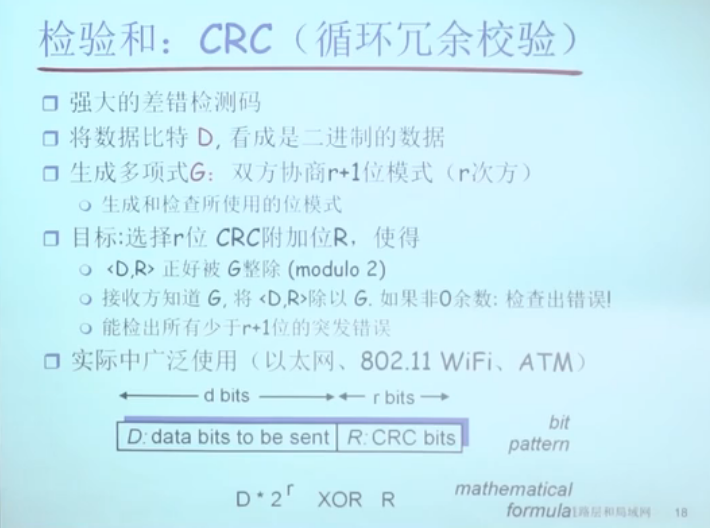 检验和：CRC（循环冗余校验）
强大的差错检测码
将数据比特 D, 看成是二进制的数据
生成多项式G：双方协商r+1位模式（r次方）
生成和检查所使用的位模式
目标:选择r位 CRC附加位R，使得
<D,R> 正好被 G整除 (modulo 2)
接收方知道 G, 将 <D,R>除以 G. 如果非0余数: 检查出错误!
能检出所有少于r+1位的突发错误
实际中广泛使用（以太网、802.11 WiFi、ATM）
d bits r bits
D: data bits to be sent R: CRC bits
bit
pattern
D * 2 r XOR R
mathematical
formula 路层和局域网 18